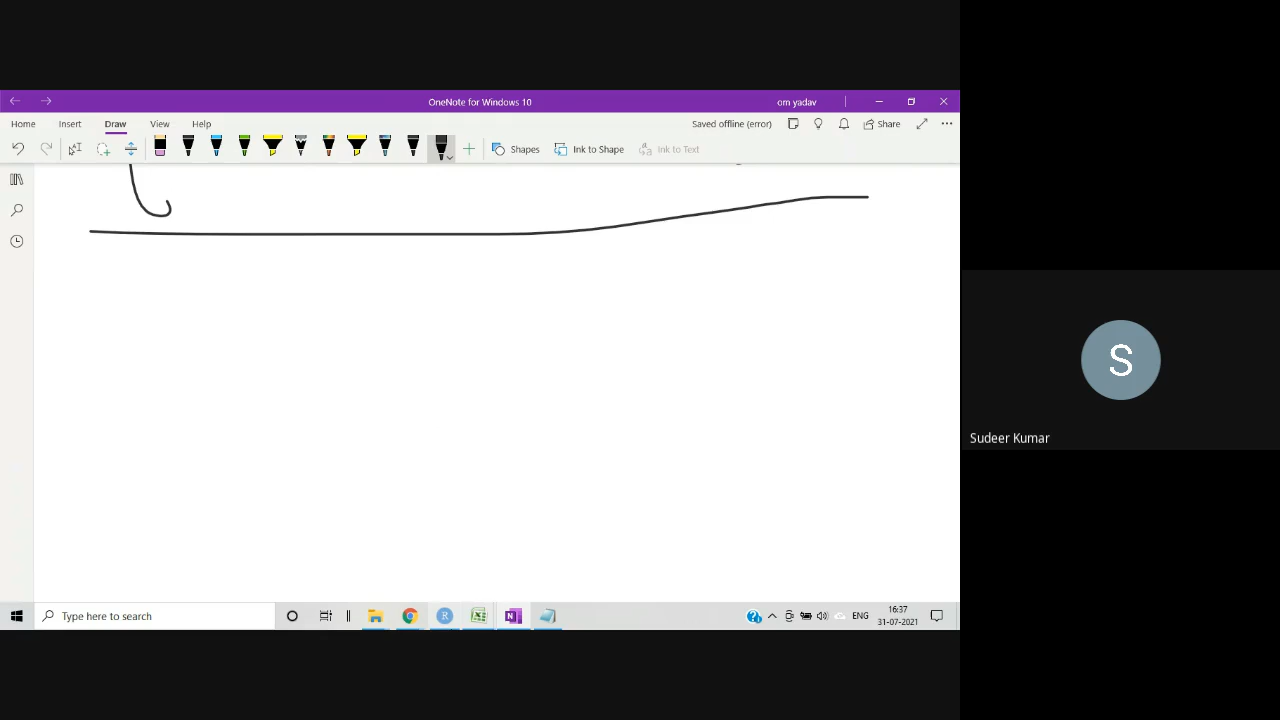 OneNote for Windows 10
om yadav
Home Insert Draw View Help
Saved offline (error)
Share
Shapes
Ink to Shape
Ink to Text
S
Sudeer Kumar
Type here to search
ENG
16:37
31-07-2021